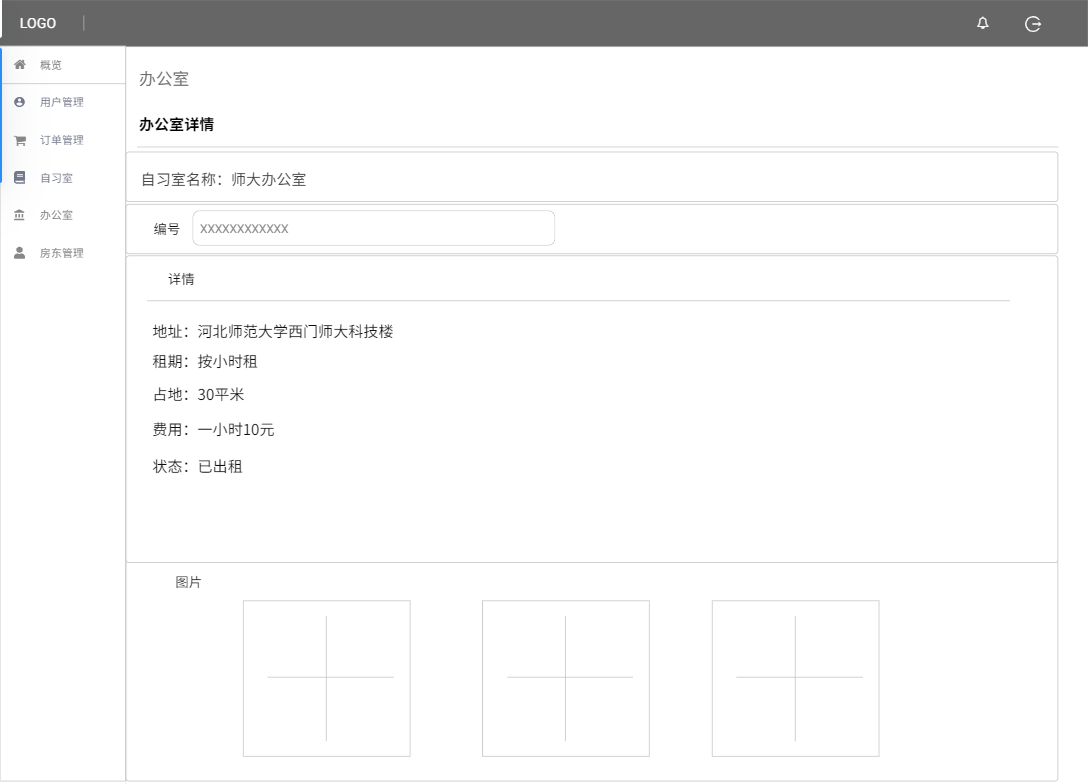 LOGO
概览
用户管理
订单管理
自习室
办公室
房东管理
办公室
办公室详情
自习室名称：师大办公室
编号
xxxxxxxxxxxx
详情
地址：河北师范大学西门师大科技楼
租期：按小时租
占地：30平米
费用：一小时10元
状态：已出租
图片